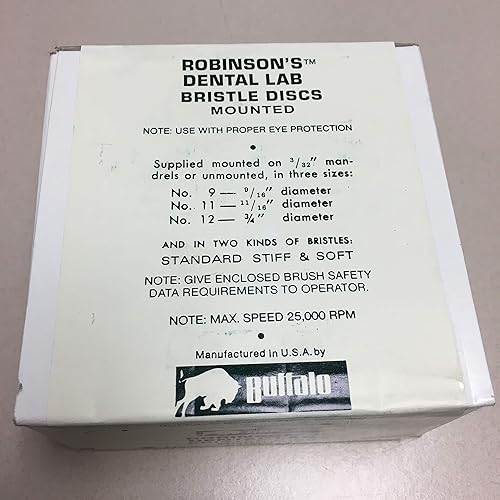 ROBINSON'S™
DENTAL LAB
BRISTLE DISCS
MOUNTED
NOTE: USE WITH PROPER EYE PROTECTION
•
Supplied mounted on 3/32" man-
drels or unmounted, in three sizes:
No. 9 — 9/16" diameter
No. 11 — 11/16" diameter
No. 12 — 3/4" diameter
AND IN TWO KINDS OF BRISTLES:
STANDARD STIFF & SOFT
NOTE: GIVE ENCLOSED BRUSH SAFETY
DATA REQUIREMENTS TO OPERATOR.
NOTE: MAX. SPEED 25,000 RPM
•
Manufactured in U.S.A. by
Buffalo